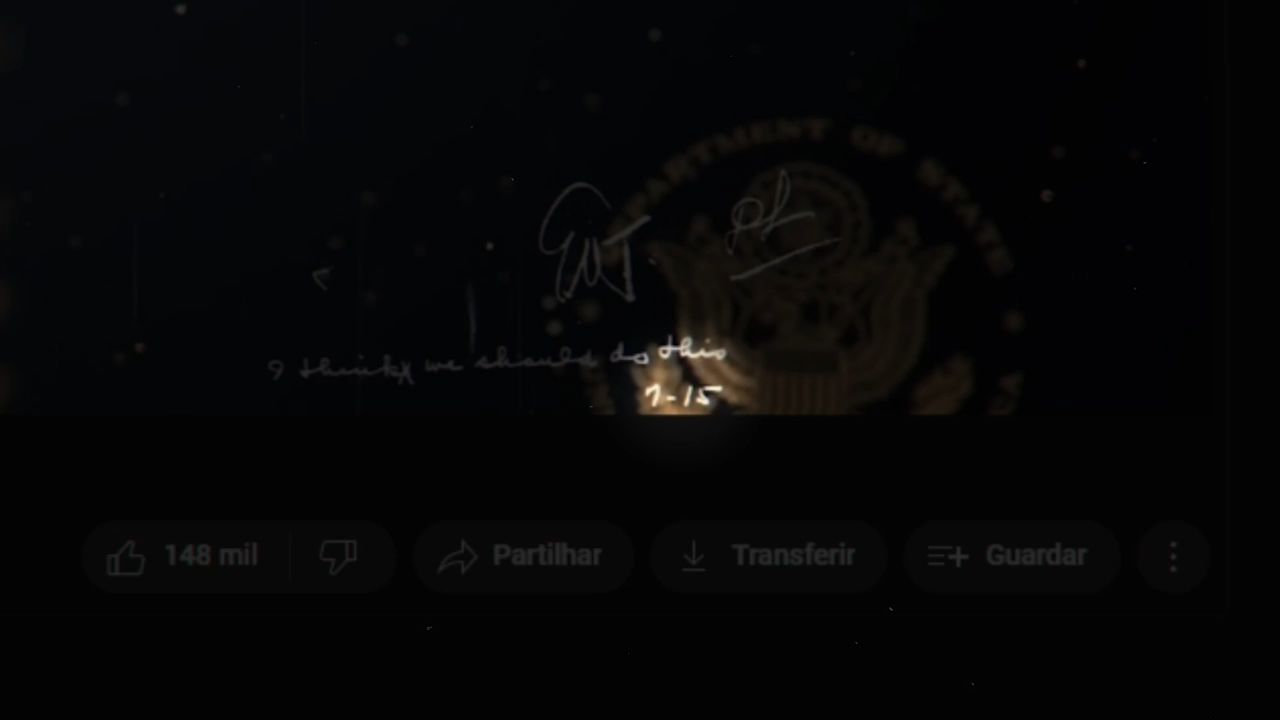 DEPARTMENT OF STATE
I think we should do this
7-15
148 mil
Partilhar
Transferir
Guardar